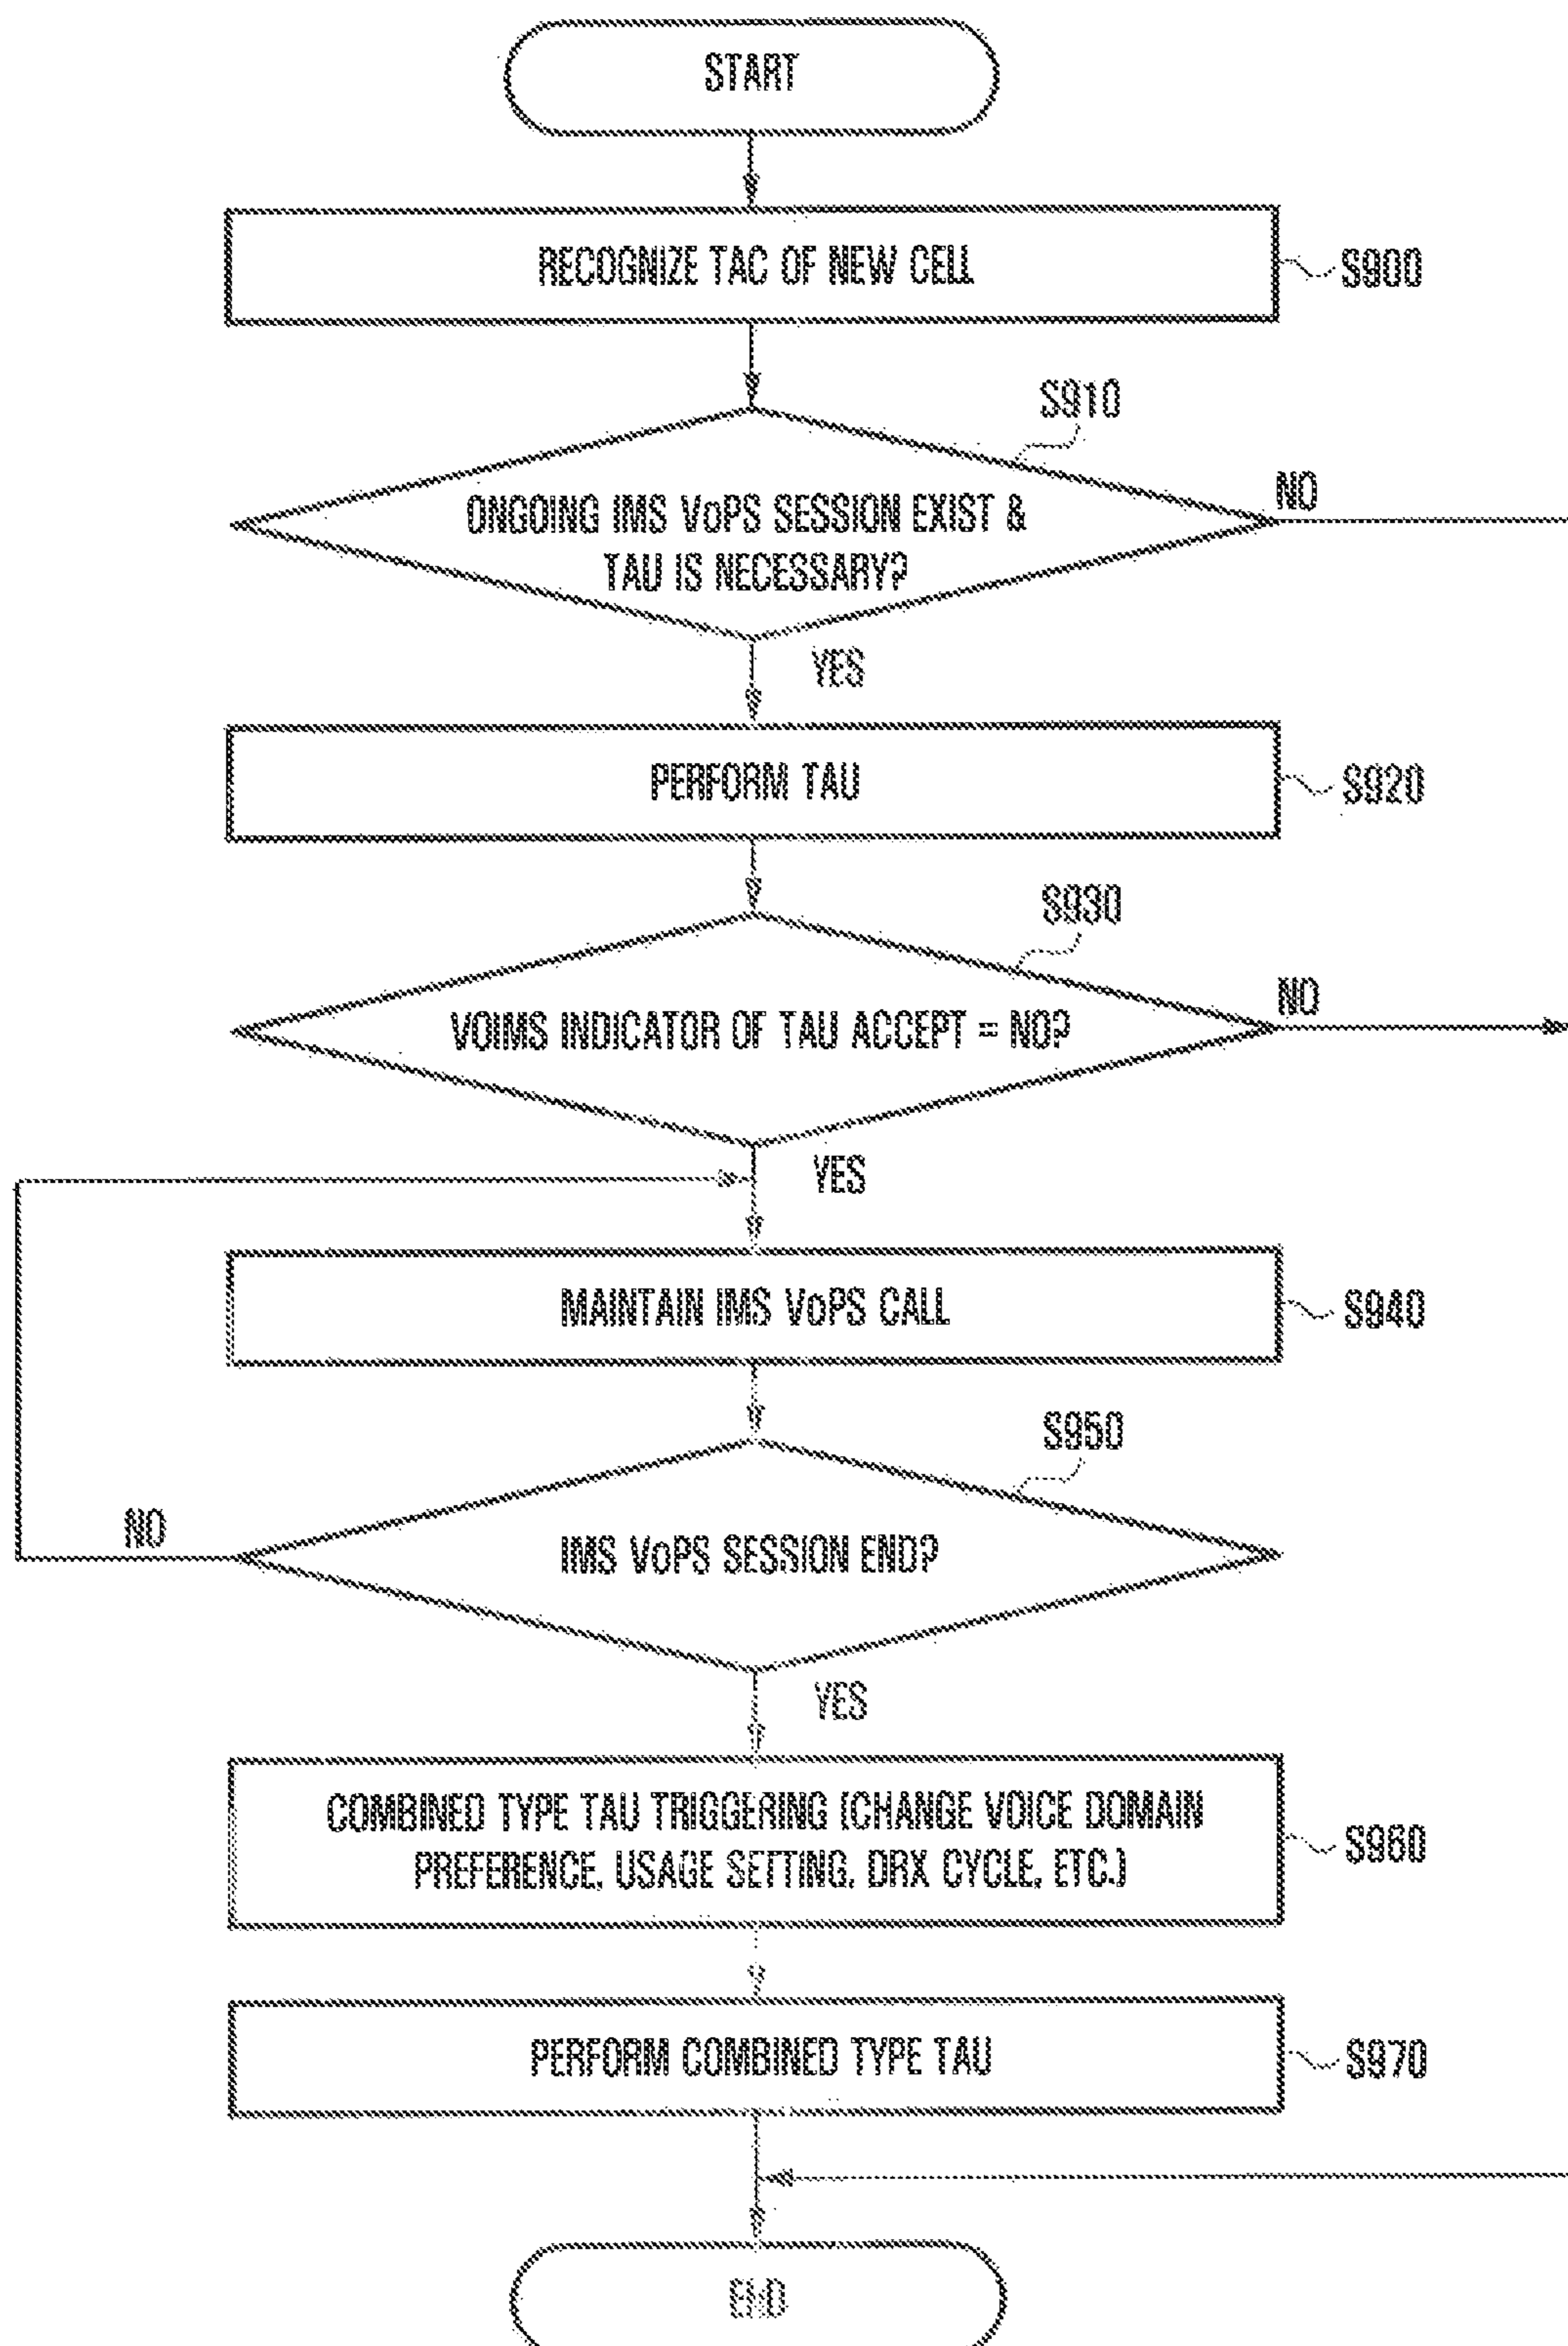 START
RECOGNIZE TAC OF NEW CELL
S900
S910
NO
ONGOING IMS VoPS SESSION EXIST &
TAU IS NECESSARY?
YES
PERFORM TAU
S920
S930
NO
VOIMS INDICATOR OF TAU ACCEPT = NO?
YES
MAINTAIN IMS VoPS CALL
S940
S950
NO
IMS VoPS SESSION END?
YES
COMBINED TYPE TAU TRIGGERING (CHANGE VOICE DOMAIN
PREFERENCE, USAGE SETTING, DRX CYCLE, ETC.)
S960
PERFORM COMBINED TYPE TAU
S970
END